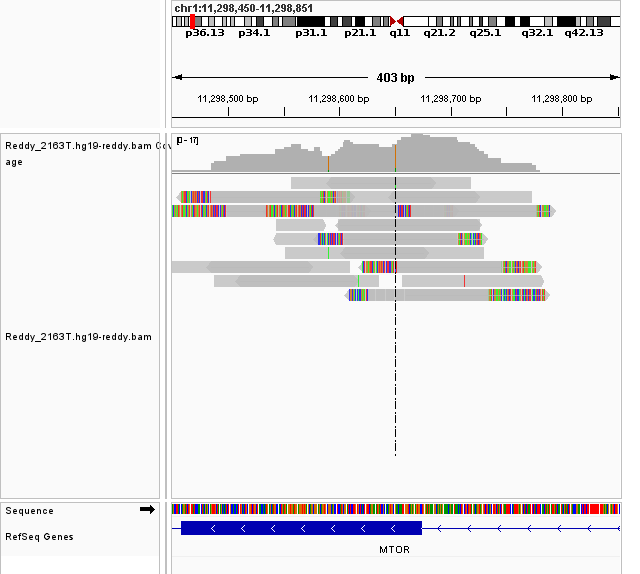 chr1:11,298,450-11,298,851
p36.13 p34.1 p31.1 p21.1 q11 q21.2 q25.1 q32.1 q42.13
403 bp
11,298,500 bp 11,298,600 bp 11,298,700 bp 11,298,800 bp
Reddy_2163T.hg19-reddy.bam Cov
age
[0 - 17]
Reddy_2163T.hg19-reddy.bam
Sequence
RefSeq Genes
MTOR